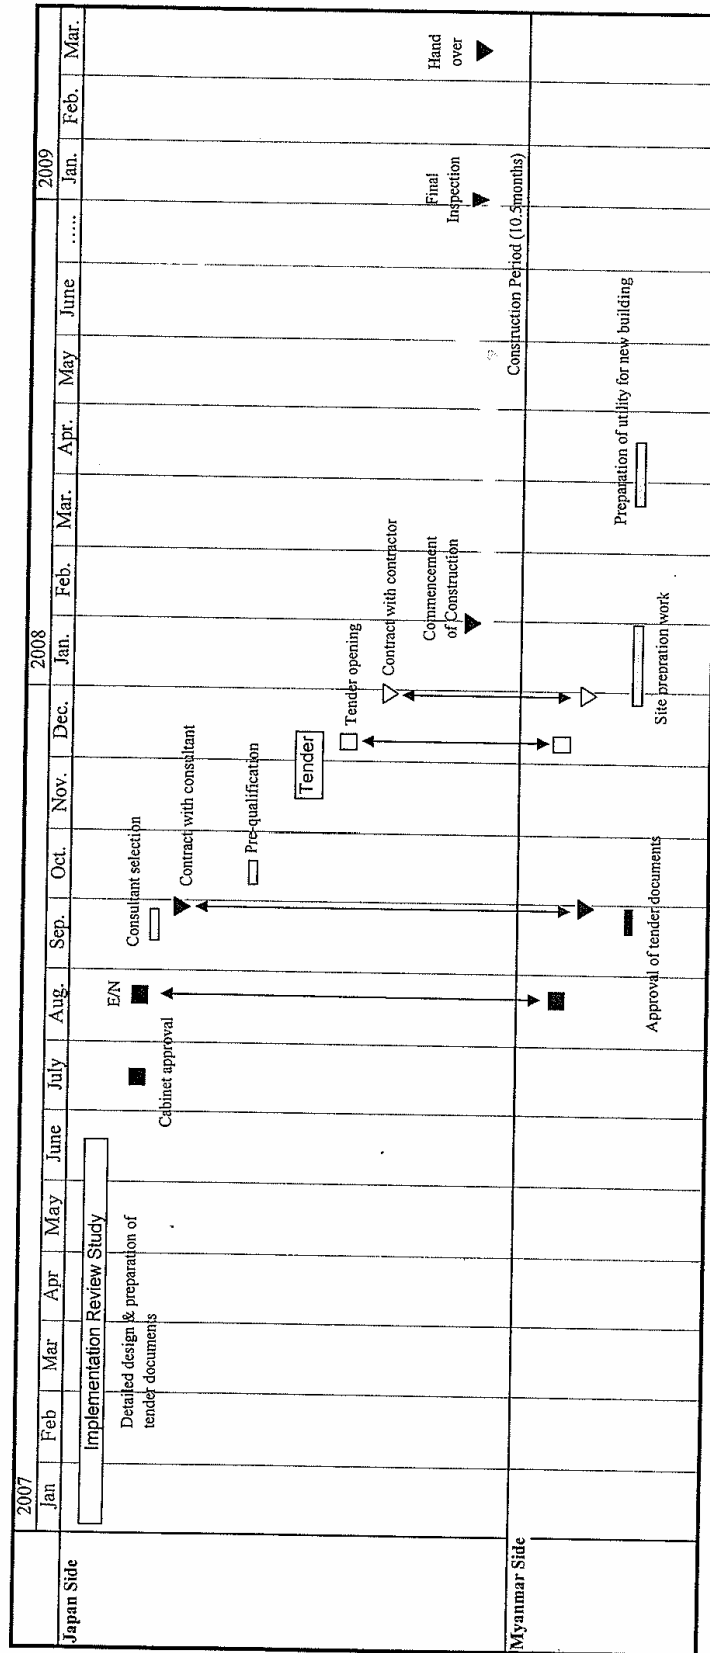 2007
2008
2009
Jan
Feb
Mar
Apr
May
June
July
Aug.
Sep.
Oct.
Nov.
Dec.
Jan.
Feb.
Mar.
Apr.
May
June
.....
Jan.
Feb.
Mar.
Japan Side
Implementation Review Study
Detailed design & preparation of
tender documents
Cabinet approval
E/N
Consultant selection
Contract with consultant
Pre-qualification
Tender
Tender opening
Contract with contractor
Commencement
of Construction
Final
Inspection
Hand
over
Construction Period (10.5months)
Myanmar Side
Approval of tender documents
Site prepration work
Preparation of utility for new building